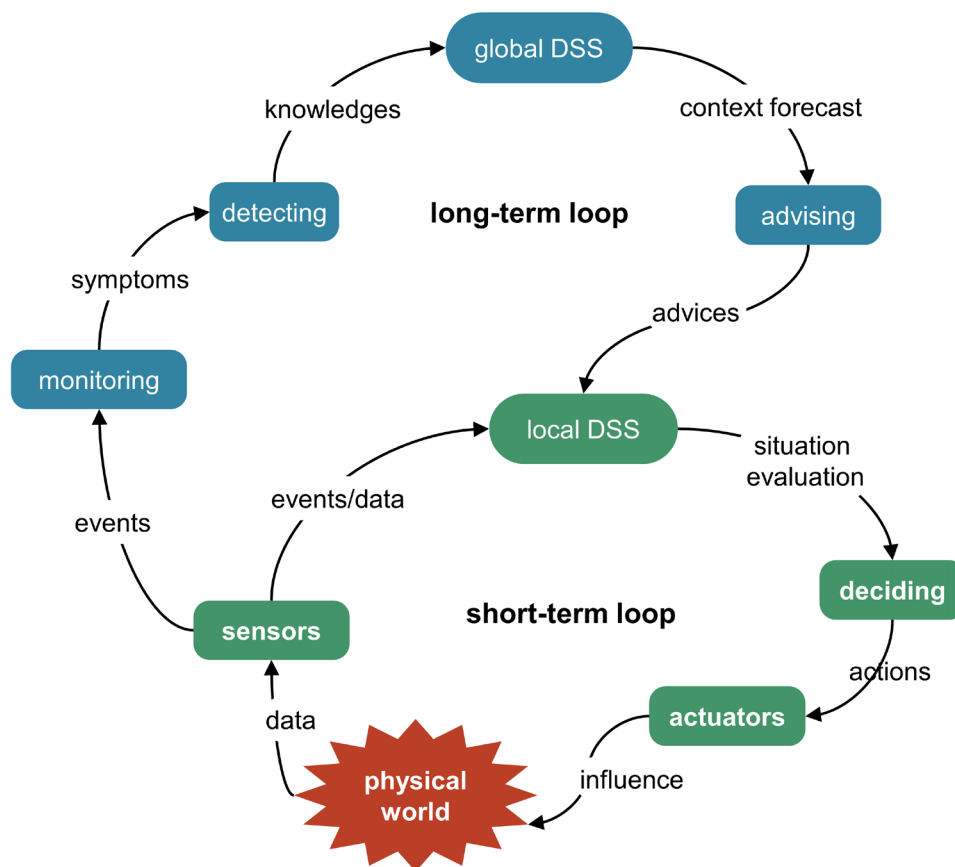 global DSS
knowledges
context forecast
detecting
long-term loop
advising
symptoms
advices
monitoring
local DSS
situation
evaluation
events/data
events
deciding
short-term loop
sensors
actions
data
actuators
physical
world
influence